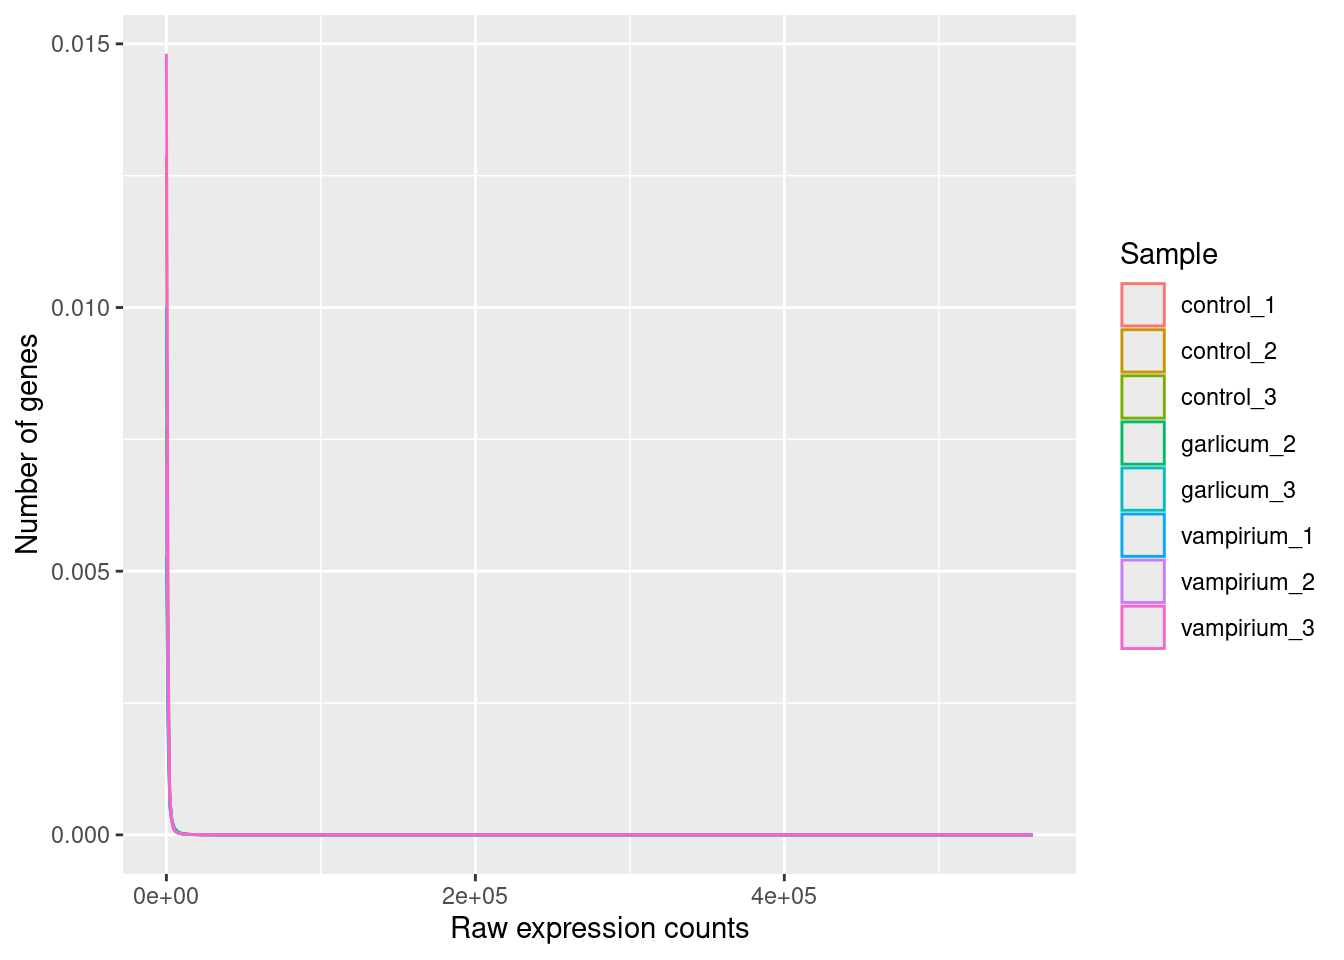 0.015
0.010
0.005
0.000
Number of genes
0e+00
2e+05
4e+05
Raw expression counts
Sample
control_1
control_2
control_3
garlicum_2
garlicum_3
vampirium_1
vampirium_2
vampirium_3